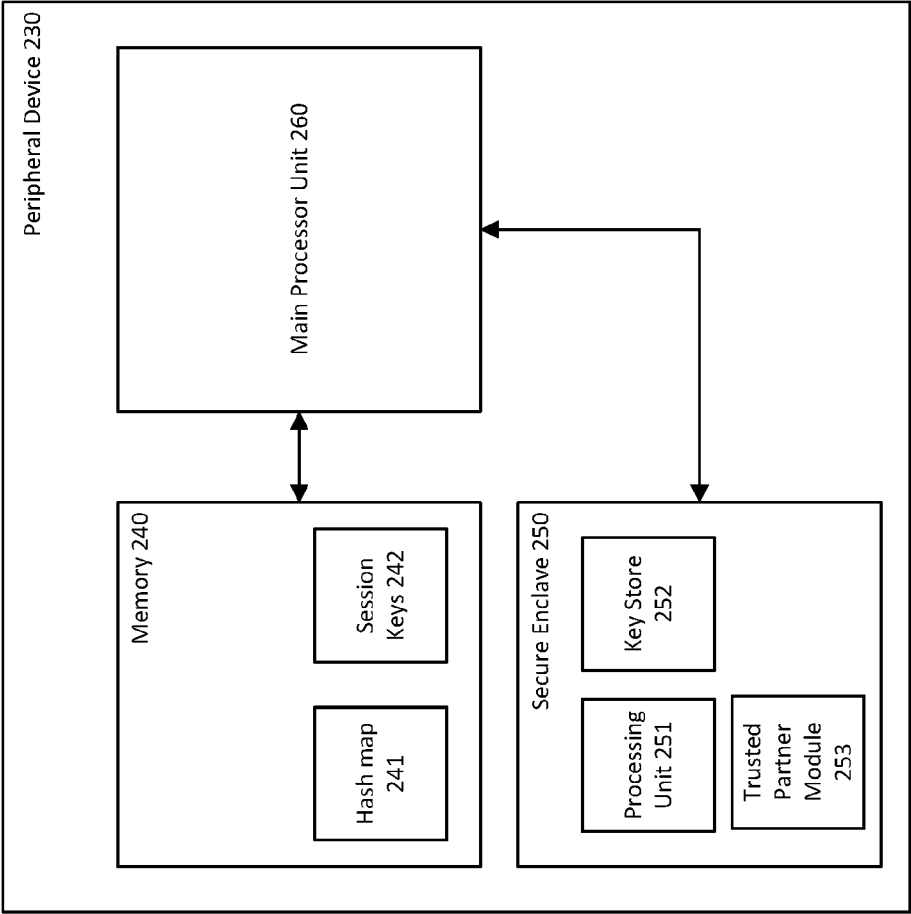 Peripheral Device 230
Memory 240
Hash map
241
Session
Keys 242
Main Processor Unit 260
Secure Enclave 250
Processing
Unit 251
Key Store
252
Trusted
Partner
Module
253